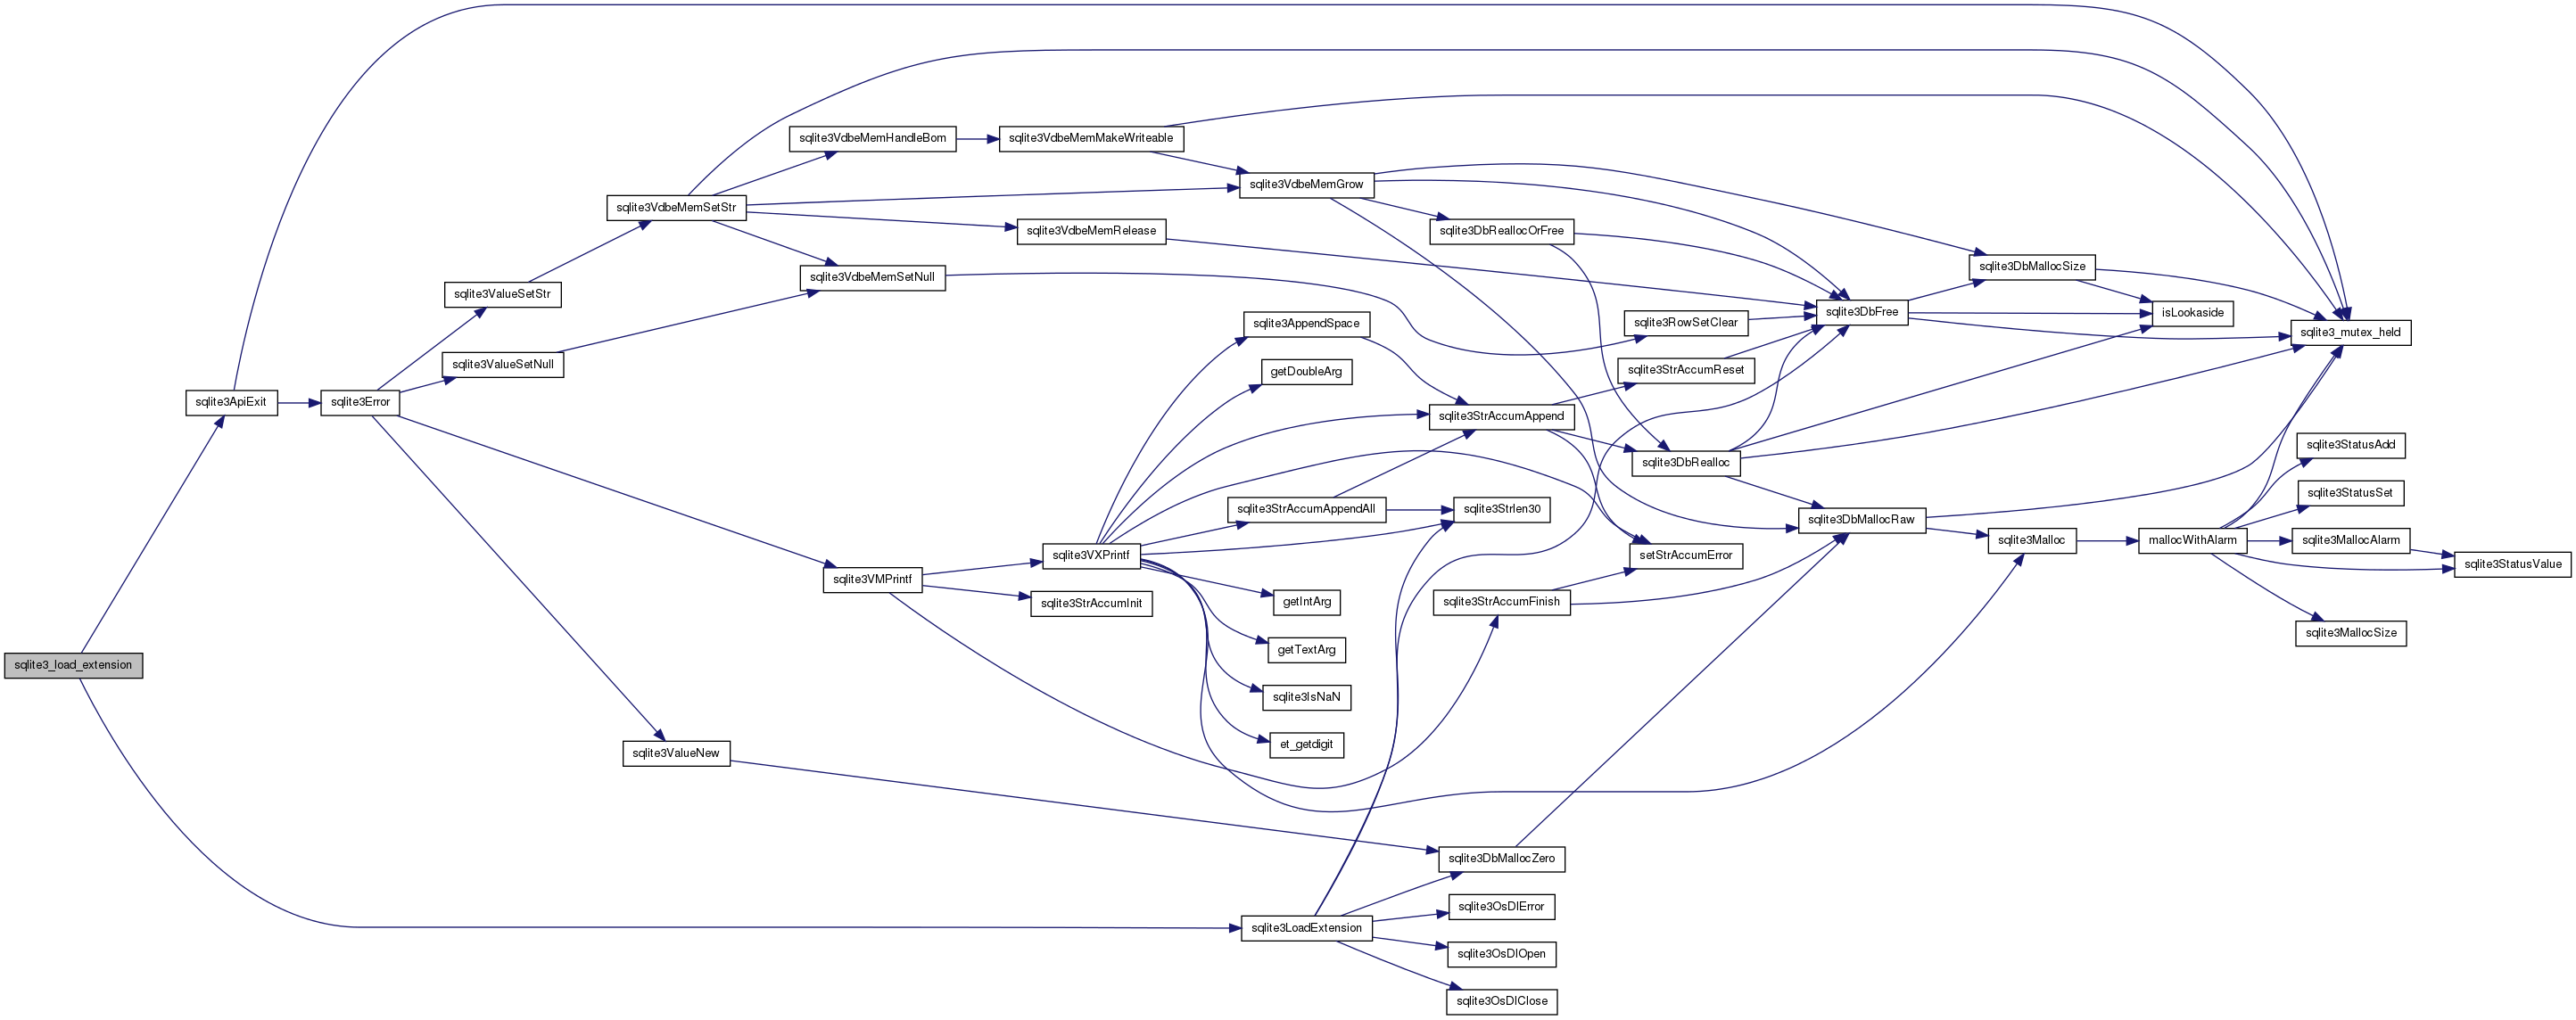 sqlite3_load_extension
sqlite3ApiExit
sqlite3Error
sqlite3ValueSetStr
sqlite3ValueSetNull
sqlite3VdbeMemSetStr
sqlite3ValueNew
sqlite3VdbeMemHandleBom
sqlite3VdbeMemSetNull
sqlite3VMPrintf
sqlite3VdbeMemMakeWriteable
sqlite3VdbeMemRelease
sqlite3VXPrintf
sqlite3StrAccumInit
sqlite3VdbeMemGrow
sqlite3AppendSpace
getDoubleArg
sqlite3StrAccumAppendAll
getIntArg
getTextArg
sqlite3IsNaN
et_getdigit
sqlite3LoadExtension
sqlite3DbReallocOrFree
sqlite3StrAccumAppend
sqlite3Strlen30
sqlite3StrAccumFinish
sqlite3DbMallocZero
sqlite3OsDlError
sqlite3OsDlOpen
sqlite3OsDlClose
sqlite3RowSetClear
sqlite3StrAccumReset
sqlite3DbRealloc
setStrAccumError
sqlite3DbFree
sqlite3DbMallocRaw
sqlite3DbMallocSize
sqlite3Malloc
isLookaside
mallocWithAlarm
sqlite3_mutex_held
sqlite3StatusAdd
sqlite3StatusSet
sqlite3MallocAlarm
sqlite3MallocSize
sqlite3StatusValue